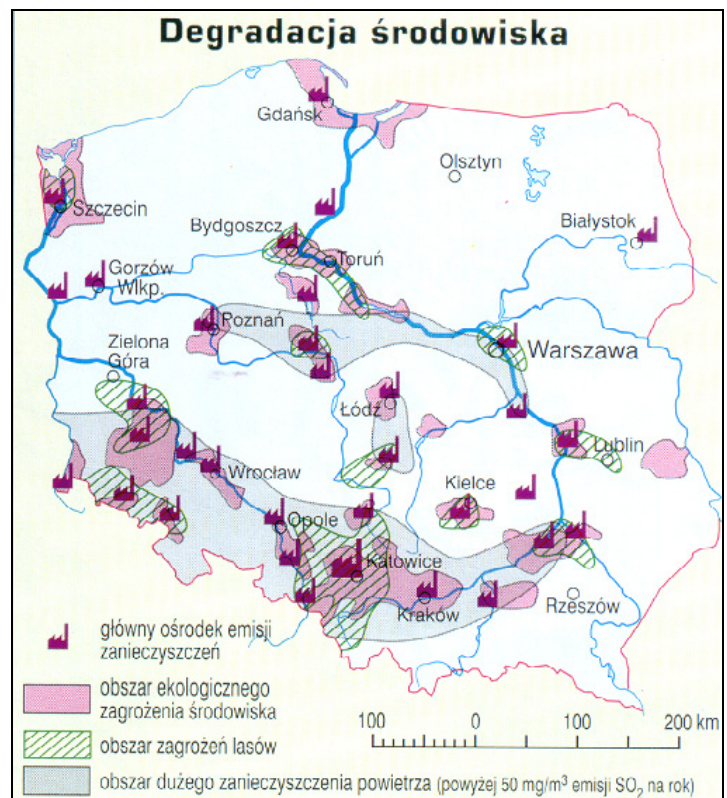 Degradacja środowiska
Gdańsk
Olsztyn
Szczecin
Białystok
Bydgoszcz
Toruń
Gorzów
Wlkp.
Poznań
Warszawa
Zielona
Góra
Łódź
Lublin
Wrocław
Kielce
Opole
Katowice
Kraków
Rzeszów
główny ośrodek emisji
zanieczyszczeń
obszar ekologicznego
zagrożenia środowiska
100 0 100 200 km
obszar zagrożeń lasów
obszar dużego zanieczyszczenia powietrza (powyżej 50 mg/m³ emisji SO₂ na rok)